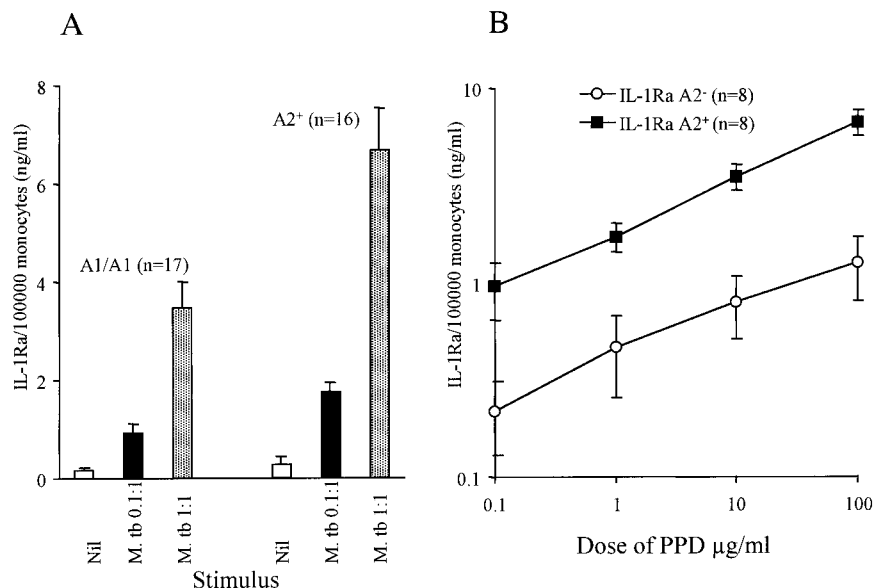 A
IL-1Ra/100000 monocytes (ng/ml)
8
6
4
2
0
A1/A1 (n=17)
A2⁺ (n=16)
Nil
M. tb 0.1:1
M. tb 1:1
Nil
M. tb 0.1:1
M. tb 1:1
Stimulus
B
IL-1Ra/100000 monocytes (ng/ml)
10
1
0.1
IL-1Ra A2⁻ (n=8)
IL-1Ra A2⁺ (n=8)
0.1
1
10
100
Dose of PPD µg/ml